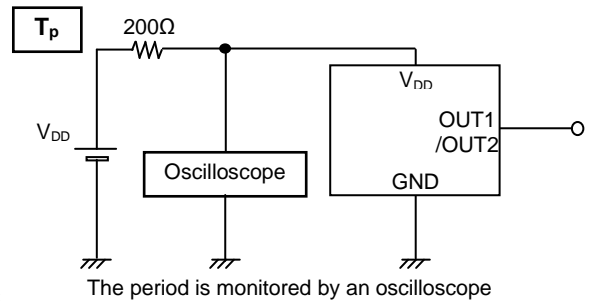 Tp
200Ω
VDD
VDD
OUT1
/OUT2
Oscilloscope
GND
The period is monitored by an oscilloscope